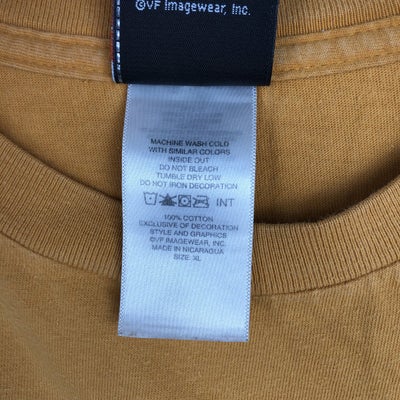 ©VF Imagewear, Inc.
MACHINE WASH COLD
WITH SIMILAR COLORS
INSIDE OUT
DO NOT BLEACH
TUMBLE DRY LOW
DO NOT IRON DECORATION
INT
100% COTTON
EXCLUSIVE OF DECORATION
STYLE AND GRAPHICS
©VF IMAGEWEAR, INC.
MADE IN NICARAGUA
SIZE: XL